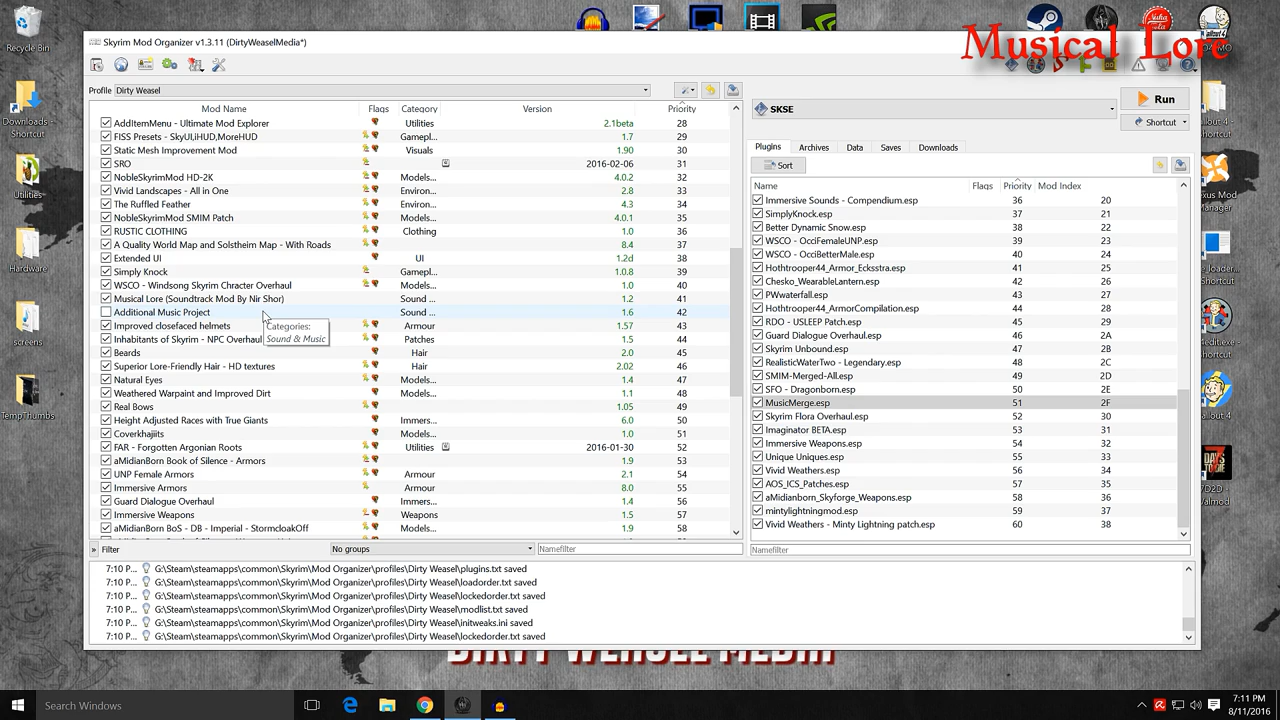 Recycle Bin
Downloads -
Shortcut
Utilities-
Hardware
screens
TempThumbs
Musical Lore
Skyrim Mod Organizer v1.3.11 (DirtyWeaselMedia*)
Profile Dirty Weasel
Mod Name Flags Category Version Priority
AddItemMenu - Ultimate Mod Explorer Utilities 2.1beta 28
FISS Presets - SkyUI,iHUD,MoreHUD Gamepl... 1.7 29
Static Mesh Improvement Mod Visuals 1.90 30
SRO 2016-02-06 31
NobleSkyrimMod HD-2K Models... 4.0.2 32
Vivid Landscapes - All in One Environ... 2.8 33
The Ruffled Feather 4.3 34
NobleSkyrimMod SMIM Patch Models... 4.0.1 35
RUSTIC CLOTHING Clothing 1.0 36
A Quality World Map and Solstheim Map - With Roads 8.4 37
Extended UI UI 1.2d 38
Simply Knock Gamepl... 1.0.8 39
WSCO - Windsong Skyrim Chracter Overhaul Models... 1.0 40
Musical Lore (Soundtrack Mod By Nir Shor) Sound ... 1.2 41
Additional Music Project Sound ... 1.6 42
Improved closefaced helmets Armour 1.57 43
Inhabitants of Skyrim - NPC Overhaul Patches 1.5 44
Beards Hair 2.0 45
Superior Lore-Friendly Hair - HD textures Hair 2.02 46
Natural Eyes Models... 1.4 47
Weathered Warpaint and Improved Dirt Models... 1.1 48
Real Bows 1.05 49
Height Adjusted Races with True Giants Immers... 6.0 50
Coverkhajiits Models... 1.0 51
FAR - Forgotten Argonian Roots Utilities 2016-01-30 52
aMidianBorn Book of Silence - Armors 1.9 53
UNP Female Armors Armour 2.1 54
Immersive Armors Armour 8.0 55
Guard Dialogue Overhaul Immers... 1.4 56
Immersive Weapons Weapons 1.5 57
aMidianBorn BoS - DB - Imperial - StormcloakOff Models... 1.9 58
Categories:
Sound & Music
» Filter No groups Namefilter
SKSE
Run
Shortcut
Plugins Archives Data Saves Downloads
Sort
Name Flags Priority Mod Index
Immersive Sounds - Compendium.esp 36 20
SimplyKnock.esp 37 21
Better Dynamic Snow.esp 38 22
WSCO - OcciFemaleUNP.esp 39 23
WSCO - OcciBetterMale.esp 40 24
Hothtrooper44_Armor_Ecksstra.esp 41 25
Chesko_WearableLantern.esp 42 26
PWwaterfall.esp 43 27
Hothtrooper44_ArmorCompilation.esp 44 28
RDO - USLEEP Patch.esp 45 29
Guard Dialogue Overhaul.esp 46 2A
Skyrim Unbound.esp 47 2B
RealisticWaterTwo - Legendary.esp 48 2C
SMIM-Merged-All.esp 49 2D
SFO - Dragonborn.esp 50 2E
MusicMerge.esp 51 2F
Skyrim Flora Overhaul.esp 52 30
Imaginator BETA.esp 53 31
Immersive Weapons.esp 54 32
Unique Uniques.esp 55 33
Vivid Weathers.esp 56 34
AOS_ICS_Patches.esp 57 35
aMidianborn_Skyforge_Weapons.esp 58 36
mintylightningmod.esp 59 37
Vivid Weathers - Minty Lightning patch.esp 60 38
Namefilter
7:10 P... G:\Steam\steamapps\common\Skyrim\Mod Organizer\profiles\Dirty Weasel\plugins.txt saved
7:10 P... G:\Steam\steamapps\common\Skyrim\Mod Organizer\profiles\Dirty Weasel\loadorder.txt saved
7:10 P... G:\Steam\steamapps\common\Skyrim\Mod Organizer\profiles\Dirty Weasel\lockedorder.txt saved
7:10 P... G:\Steam\steamapps\common\Skyrim\Mod Organizer\profiles\Dirty Weasel\modlist.txt saved
7:10 P... G:\Steam\steamapps\common\Skyrim\Mod Organizer\profiles\Dirty Weasel\initweaks.ini saved
7:10 P... G:\Steam\steamapps\common\Skyrim\Mod Organizer\profiles\Dirty Weasel\lockedorder.txt saved
DIRTY WEASEL MEDIA
Search Windows
7:11 PM
8/11/2016